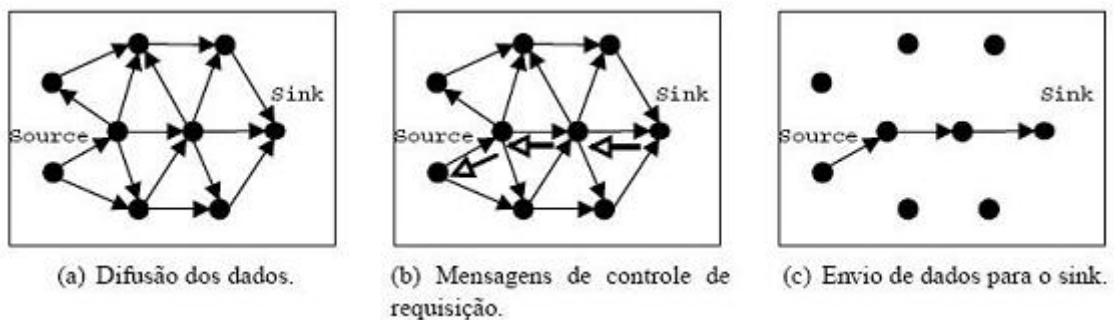 Sink
Source
(a) Difusão dos dados.
Sink
Source
(b) Mensagens de controle de
requisição.
Sink
Source
(c) Envio de dados para o sink.